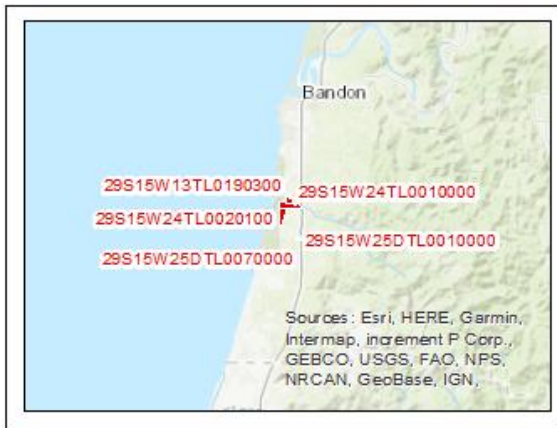 Bandon
29S15W13TL0190300
29S15W24TL0010000
29S15W24TL0020100
29S15W25DTL0010000
29S15W25DTL0070000
Sources: Esri, HERE, Garmin,
Intermap, increment P Corp.,
GEBCO, USGS, FAO, NPS,
NRCAN, GeoBase, IGN,